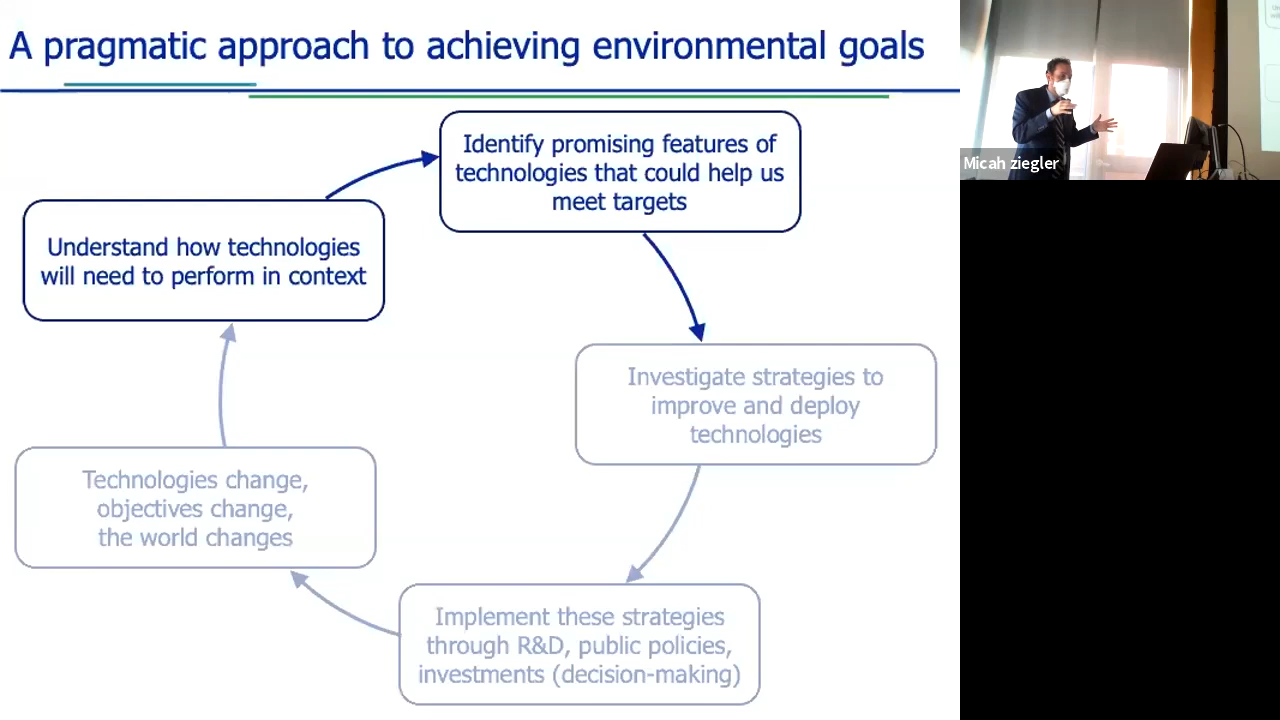 A pragmatic approach to achieving environmental goals
Identify promising features of
technologies that could help us
meet targets
Understand how technologies
will need to perform in context
Investigate strategies to
improve and deploy
technologies
Technologies change,
objectives change,
the world changes
Implement these strategies
through R&D, public policies,
investments (decision-making)
Micah ziegler